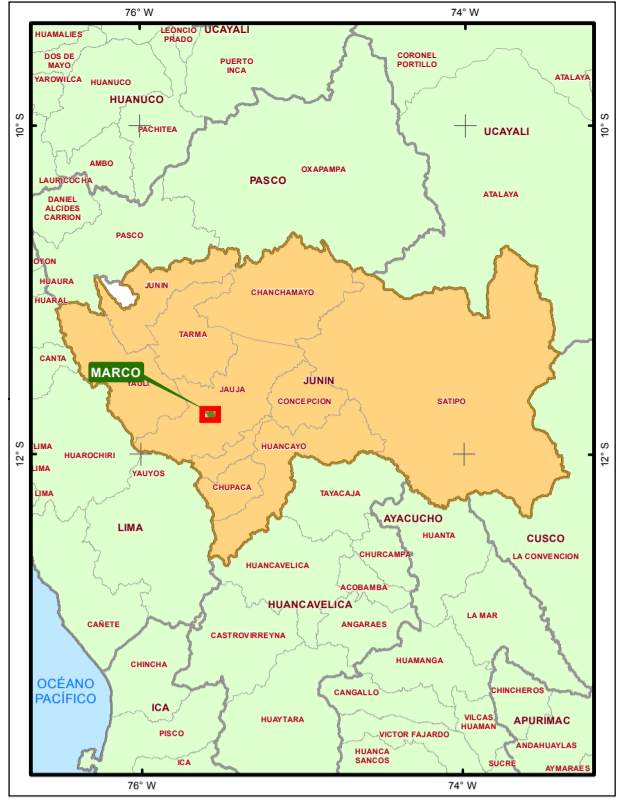 76° W
74° W
HUAMALIES
LEONCIO
PRADO
UCAYALI
DOS DE
MAYO
PUERTO
INCA
CORONEL
PORTILLO
YAROWILCA
HUANUCO
ATALAYA
HUANUCO
10° S
PACHITEA
UCAYALI
10° S
AMBO
OXAPAMPA
LAURICOCHA
PASCO
ATALAYA
DANIEL
ALCIDES
CARRION
PASCO
OYON
HUAURA
JUNIN
CHANCHAMAYO
HUARAL
TARMA
CANTA
MARCO
YAULI
JAUJA
JUNIN
CONCEPCION
SATIPO
LIMA
HUAROCHIRI
HUANCAYO
12° S
12° S
LIMA
YAUYOS
LIMA
CHUPACA
TAYACAJA
LIMA
AYACUCHO
HUANTA
CUSCO
LA CONVENCION
CHURCAMPA
HUANCAVELICA
ACOBAMBA
HUANCAVELICA
LA MAR
CAÑETE
ANGARAES
CASTROVIRREYNA
CHINCHA
HUAMANGA
OCÉANO
PACÍFICO
CANGALLO
CHINCHEROS
ICA
HUAYTARA
VILCAS
HUAMAN
APURIMAC
PISCO
VICTOR FAJARDO
ANDAHUAYLAS
HUANCA
SANCOS
ICA
SUCRE
AYMARAES
76° W
74° W